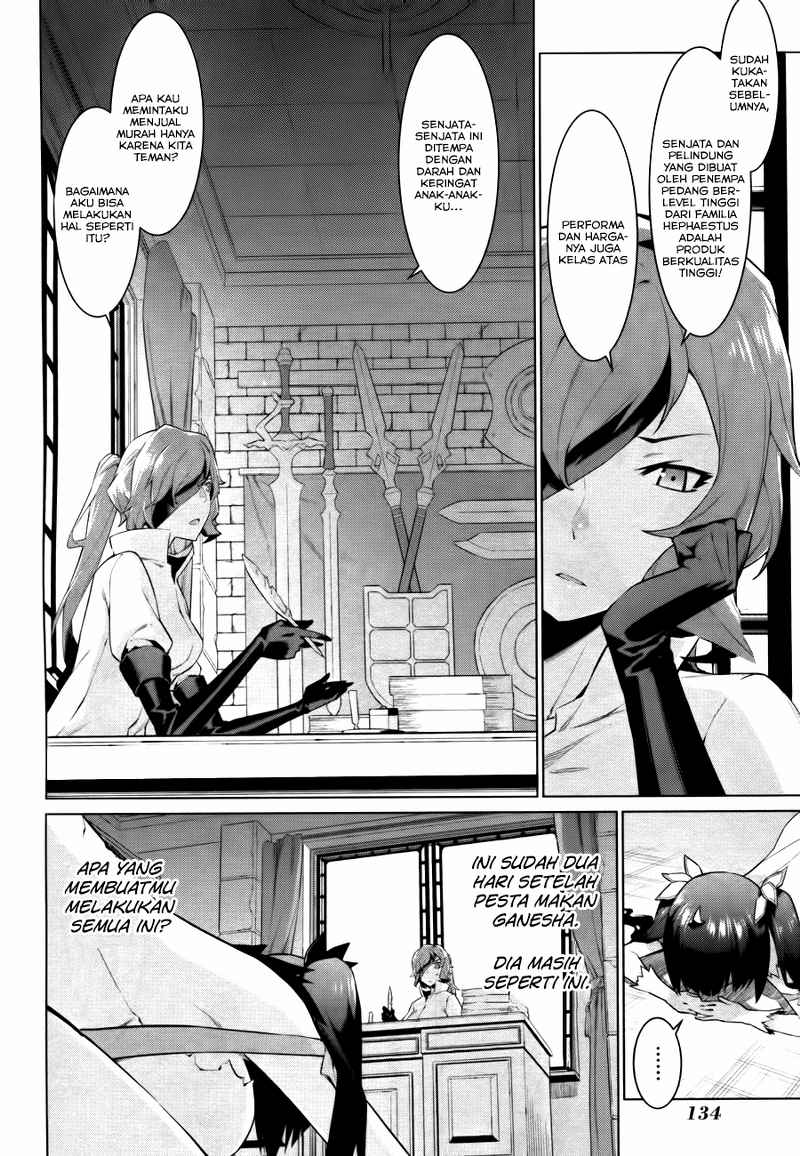 SUDAH
KUKA-
TAKAN
SEBEL-
UMNYA,
SENJATA DAN
PELINDUNG
YANG DIBUAT
OLEH PENEMPA
PEDANG BER-
LEVEL TINGGI
DARI FAMILIA
HEPHAESTUS
ADALAH
PRODUK
BERKUALITAS
TINGGI!
PERFORMA
DAN HARGA-
NYA JUGA
KELAS ATAS
SENJATA-
SENJATA INI
DITEMPA
DENGAN
DARAH DAN
KERINGAT
ANAK-ANAK-
KU...
APA KAU
MEMINTAKU
MENJUAL
MURAH HANYA
KARENA KITA
TEMAN?
BAGAIMANA
AKU BISA
MELAKUKAN
HAL SEPERTI
ITU?
......
INI SUDAH DUA
HARI SETELAH
PESTA MAKAN
GANESHA.
DIA MASIH
SEPERTI INI.
APA YANG
MEMBUATMU
MELAKUKAN
SEMUA INI?
134